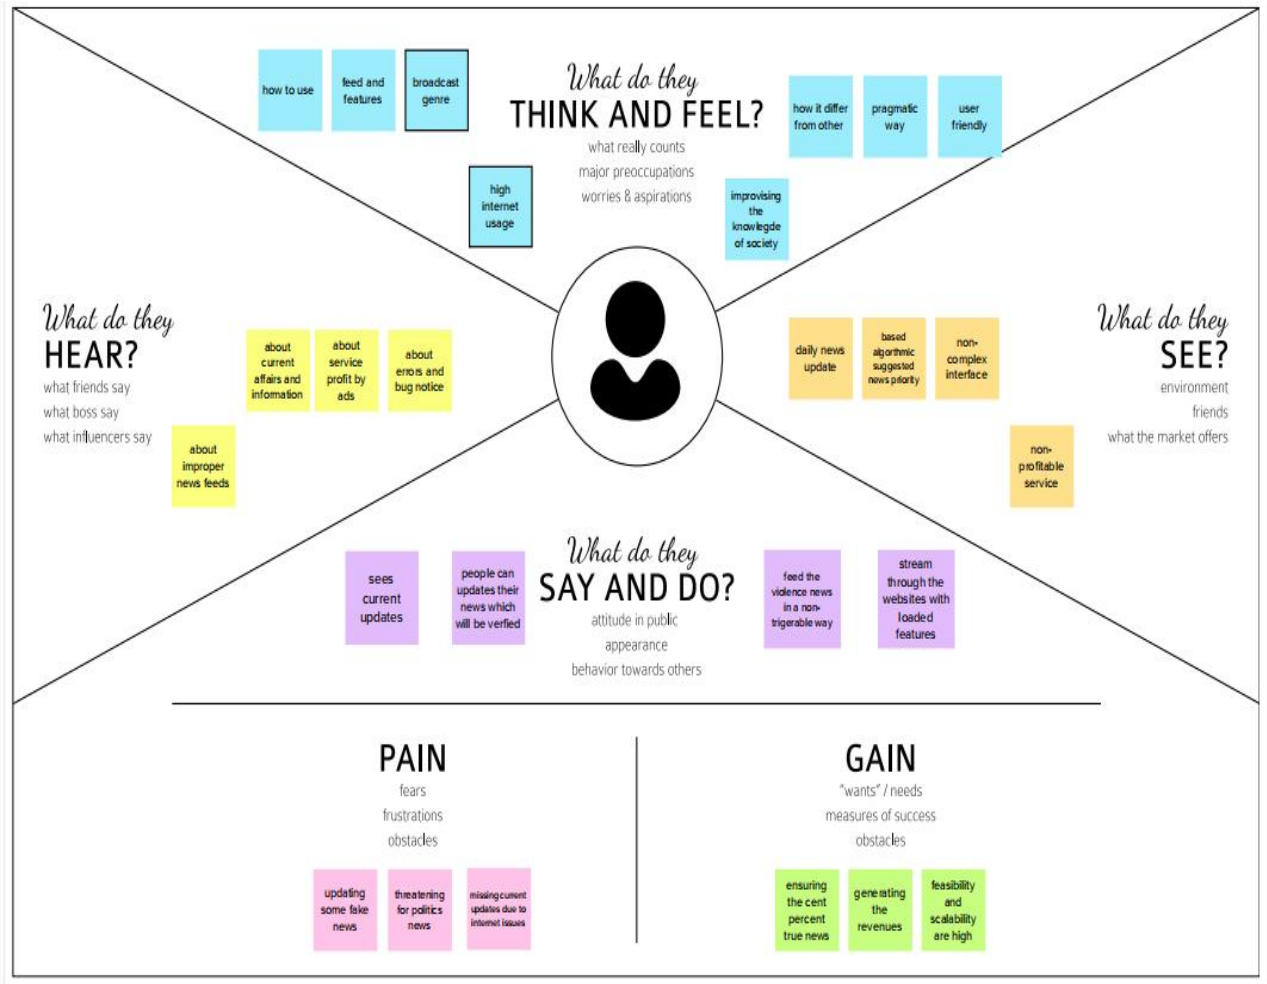 What do they
THINK AND FEEL?
what really counts
major preoccupations
worries & aspirations
how to use
feed and
features
broadcast
genre
high
internet
usage
how it differ
from other
pragmatic
way
user
friendly
improvising
the
knowlegde
of society
What do they
HEAR?
what friends say
what boss say
what influencers say
about
current
affairs and
information
about
service
profit by
ads
about
errors and
bug notice
about
improper
news feeds
What do they
SEE?
environment
friends
what the market offers
daily news
update
based
algorthmic
suggested
news priority
non-
complex
interface
non-
profitable
service
What do they
SAY AND DO?
attitude in public
appearance
behavior towards others
sees
current
updates
people can
updates their
news which
will be verfied
feed the
violence news
in a non-
trigerable way
stream
through the
websites with
loaded
features
PAIN
fears
frustrations
obstacles
updating
some fake
news
threatening
for politics
news
missing current
updates due to
internet issues
GAIN
"wants" / needs
measures of success
obstacles
ensuring
the cent
percent
true news
generating
the
revenues
feasibility
and
scalability
are high